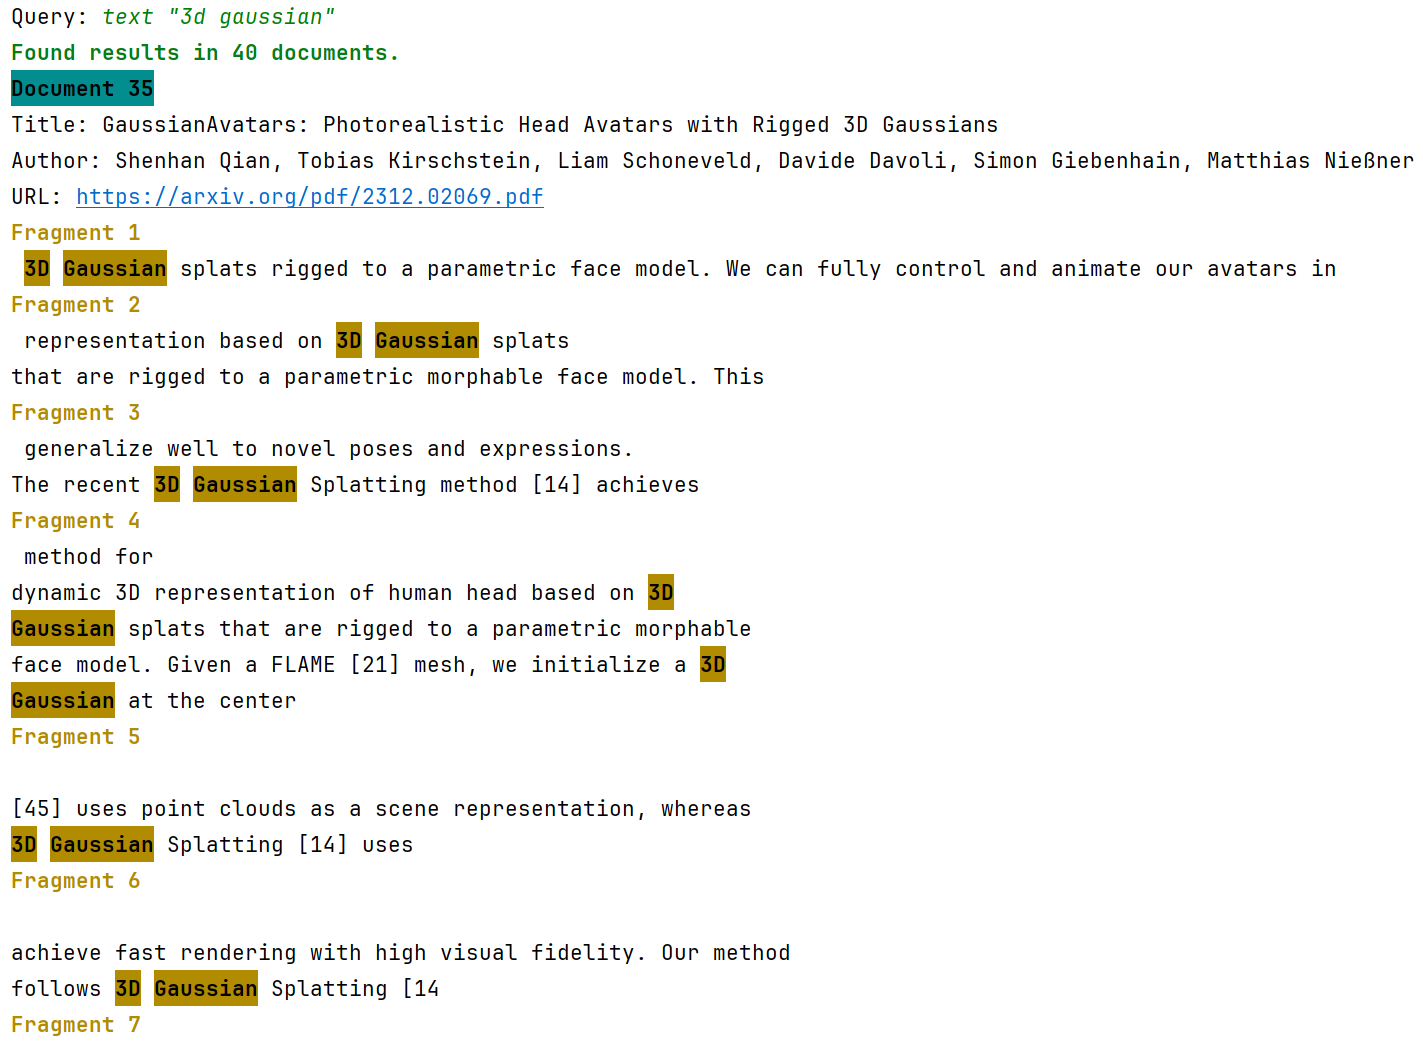 Query: text "3d gaussian"
Found results in 40 documents.
Document 35
Title: GaussianAvatars: Photorealistic Head Avatars with Rigged 3D Gaussians
Author: Shenhan Qian, Tobias Kirschstein, Liam Schoneveld, Davide Davoli, Simon Giebenhain, Matthias Nießner
URL: https://arxiv.org/pdf/2312.02069.pdf
Fragment 1
3D Gaussian splats rigged to a parametric face model. We can fully control and animate our avatars in
Fragment 2
representation based on 3D Gaussian splats
that are rigged to a parametric morphable face model. This
Fragment 3
generalize well to novel poses and expressions.
The recent 3D Gaussian Splatting method [14] achieves
Fragment 4
method for
dynamic 3D representation of human head based on 3D
Gaussian splats that are rigged to a parametric morphable
face model. Given a FLAME [21] mesh, we initialize a 3D
Gaussian at the center
Fragment 5
[45] uses point clouds as a scene representation, whereas
3D Gaussian Splatting [14] uses
Fragment 6
achieve fast rendering with high visual fidelity. Our method
follows 3D Gaussian Splatting [14
Fragment 7